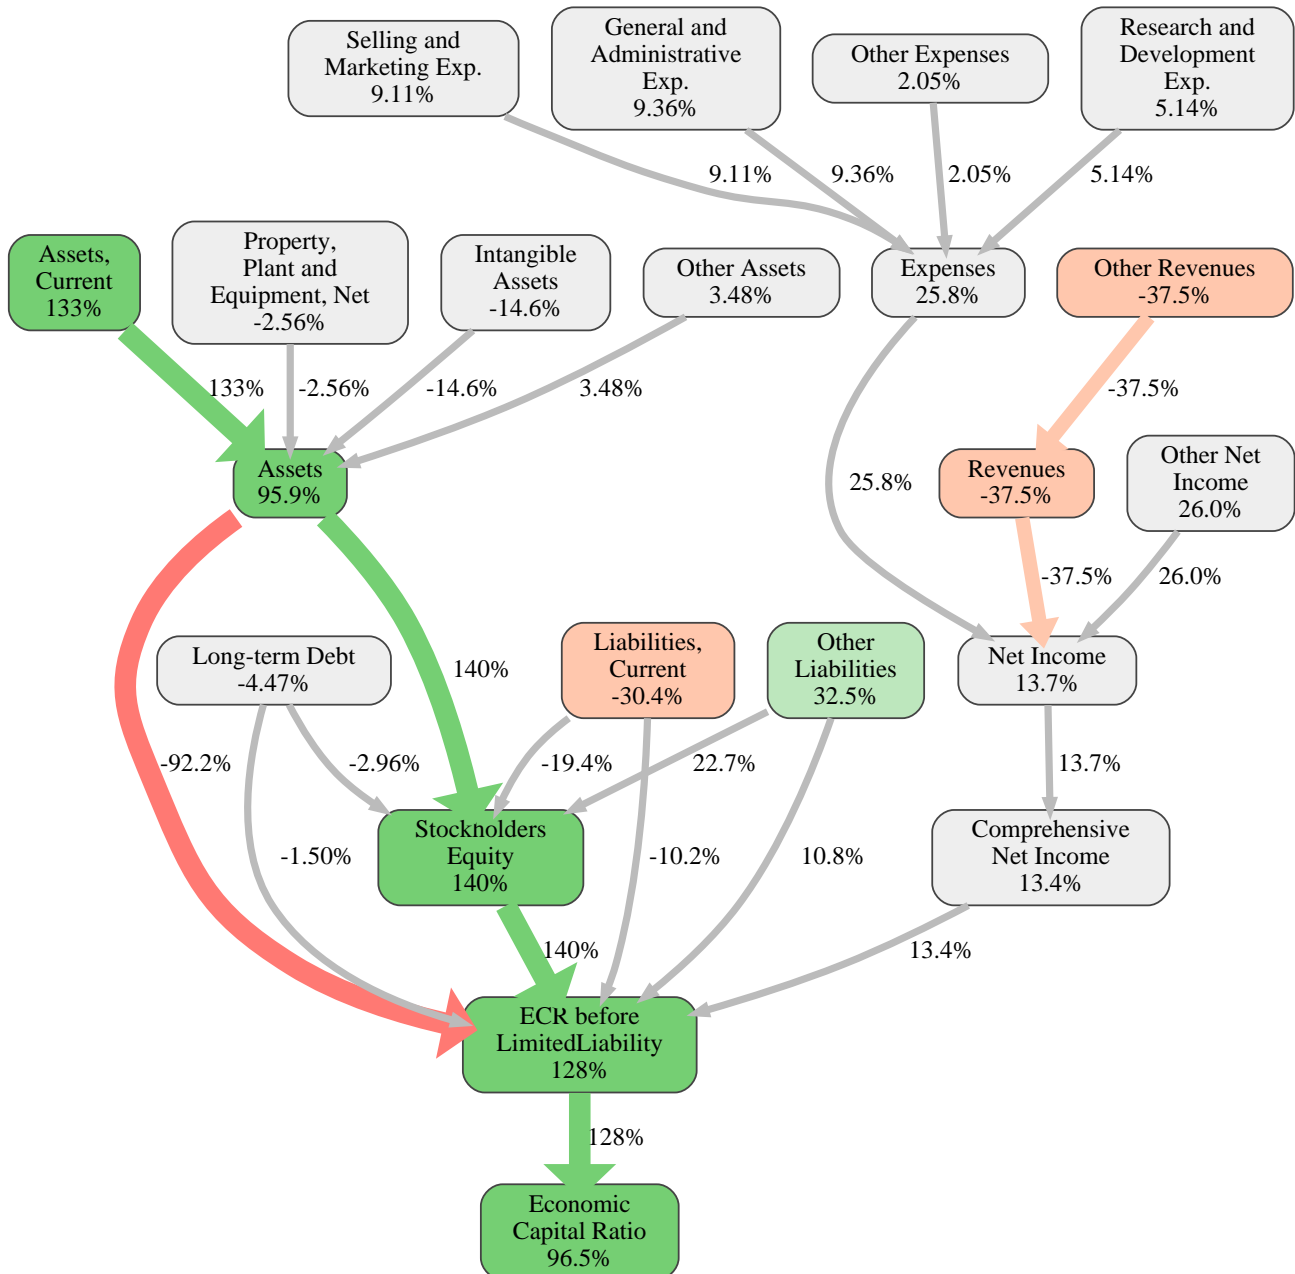 Selling and
Marketing Exp.
9.11%
General and
Administrative
Exp.
9.36%
Other Expenses
2.05%
Research and
Development
Exp.
5.14%
9.11%
9.36%
2.05%
5.14%
Assets,
Current
133%
Property,
Plant and
Equipment, Net
-2.56%
Intangible
Assets
-14.6%
Other Assets
3.48%
Expenses
25.8%
Other Revenues
-37.5%
133%
-2.56%
-14.6%
3.48%
-37.5%
Assets
95.9%
25.8%
Revenues
-37.5%
Other Net
Income
26.0%
-37.5%
26.0%
Long-term Debt
-4.47%
140%
Liabilities,
Current
-30.4%
Other
Liabilities
32.5%
Net Income
13.7%
-92.2%
-2.96%
-19.4%
22.7%
13.7%
Stockholders
Equity
140%
-1.50%
-10.2%
10.8%
Comprehensive
Net Income
13.4%
140%
13.4%
ECR before
LimitedLiability
128%
128%
Economic
Capital Ratio
96.5%